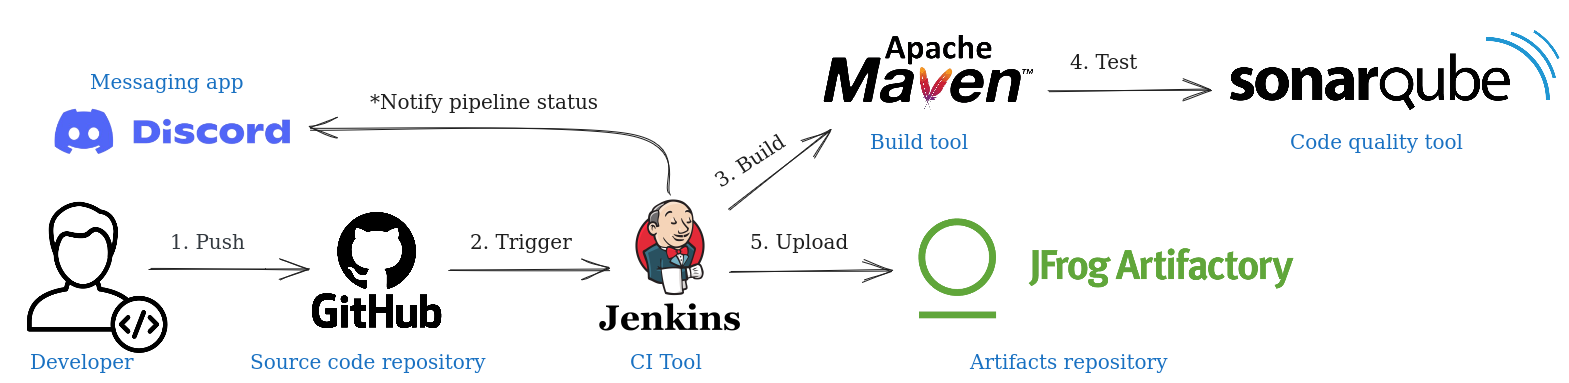 Messaging app
Discord
*Notify pipeline status
Apache
Maven™
Build tool
4. Test
sonarqube
Code quality tool
3. Build
1. Push
2. Trigger
5. Upload
</>
Developer
GitHub
Source code repository
Jenkins
CI Tool
JFrog Artifactory
Artifacts repository